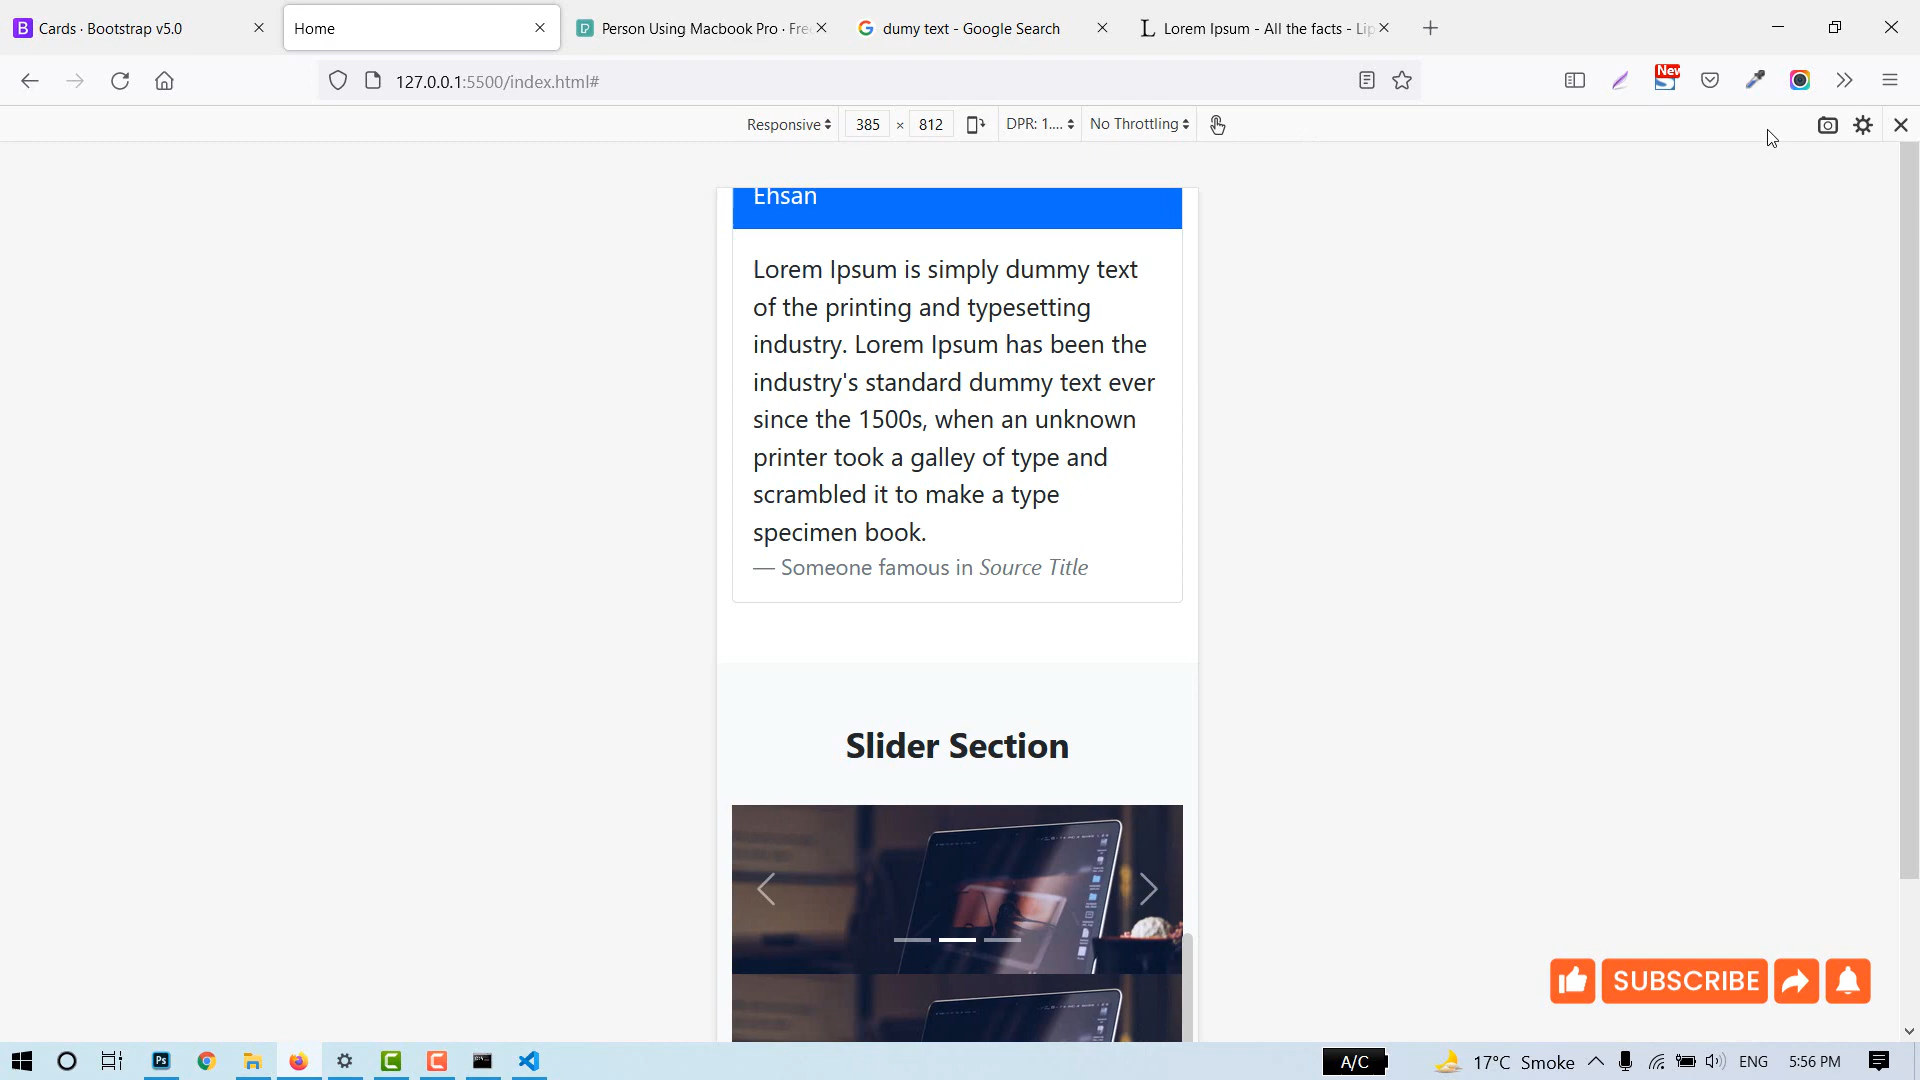 Cards · Bootstrap v5.0
Home
Person Using Macbook Pro · Fre
dumy text - Google Search
Lorem Ipsum - All the facts - Lip
127.0.0.1:5500/index.html#
New
Responsive
385 × 812
DPR: 1....
No Throttling
Ehsan
Lorem Ipsum is simply dummy text
of the printing and typesetting
industry. Lorem Ipsum has been the
industry's standard dummy text ever
since the 1500s, when an unknown
printer took a galley of type and
scrambled it to make a type
specimen book.
— Someone famous in Source Title
Slider Section
SUBSCRIBE
Ps
A/C
17°C Smoke
ENG
5:56 PM